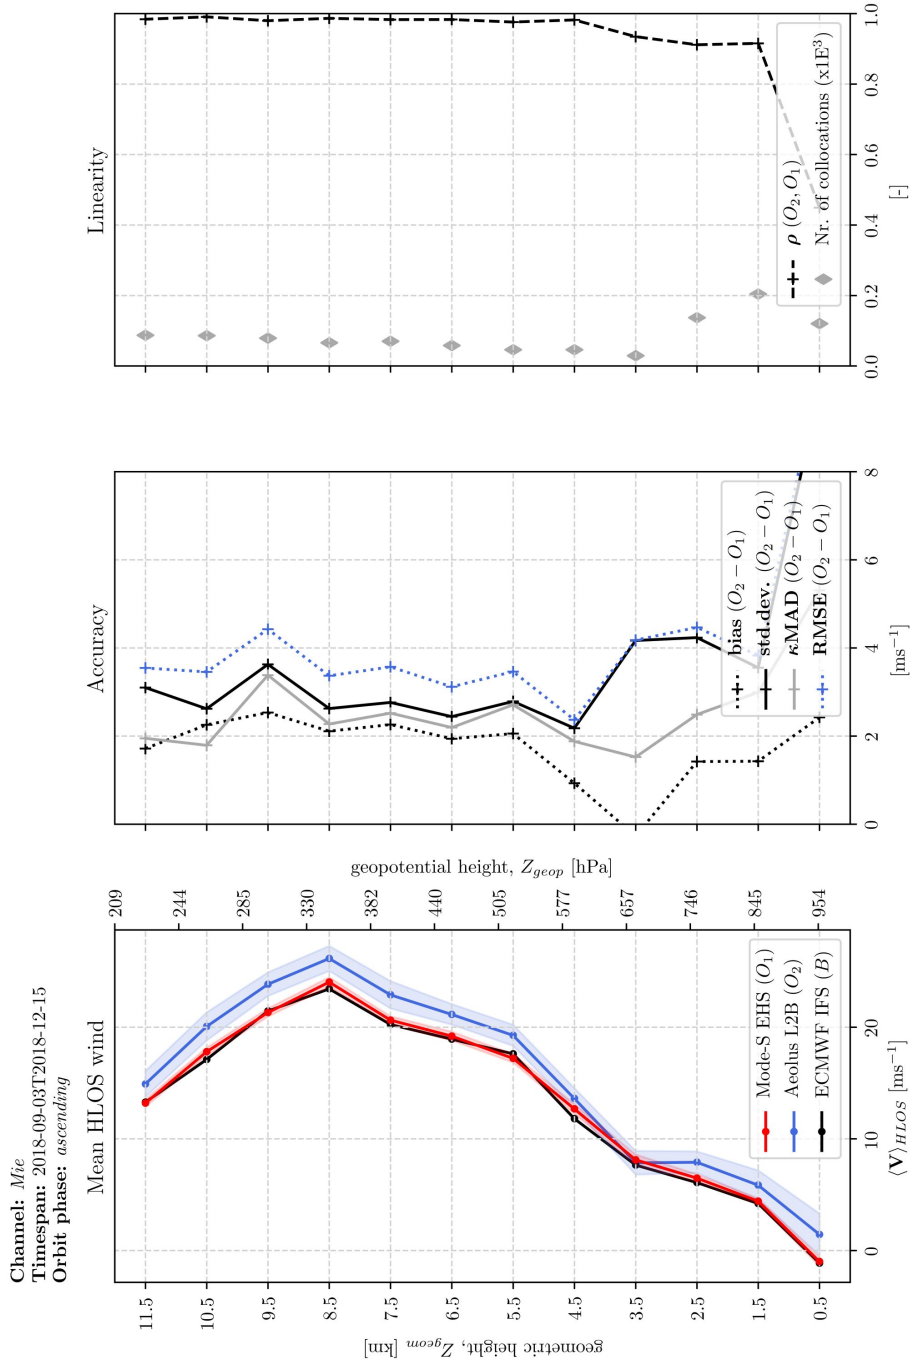 Channel: Mie
Timespan: 2018-09-03T2018-12-15
Orbit phase: ascending
Mean HLOS wind
geometric height, Z_geom [km]
11.5
10.5
9.5
8.5
7.5
6.5
5.5
4.5
3.5
2.5
1.5
0.5
0
10
20
⟨V⟩_HLOS [ms⁻¹]
Mode-S EHS (O₁)
Aeolus L2B (O₂)
ECMWF IFS (B)
209
244
285
330
382
440
505
577
657
746
845
954
geopotential height, Z_geop [hPa]
Accuracy
0
2
4
6
8
[ms⁻¹]
bias (O₂ − O₁)
std.dev. (O₂ − O₁)
κMAD (O₂ − O₁)
RMSE (O₂ − O₁)
Linearity
0.0
0.2
0.4
0.6
0.8
1.0
[-]
ρ (O₂, O₁)
Nr. of collocations (x1E³)